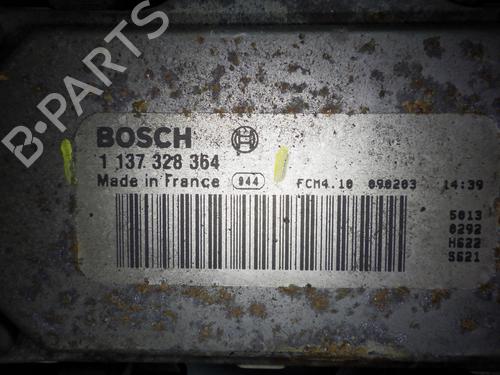 B-PARTS
BOSCH
1 137 328 364
Made in France 944 FCM4.10 090203 14:39
5013
0292
H622
S621